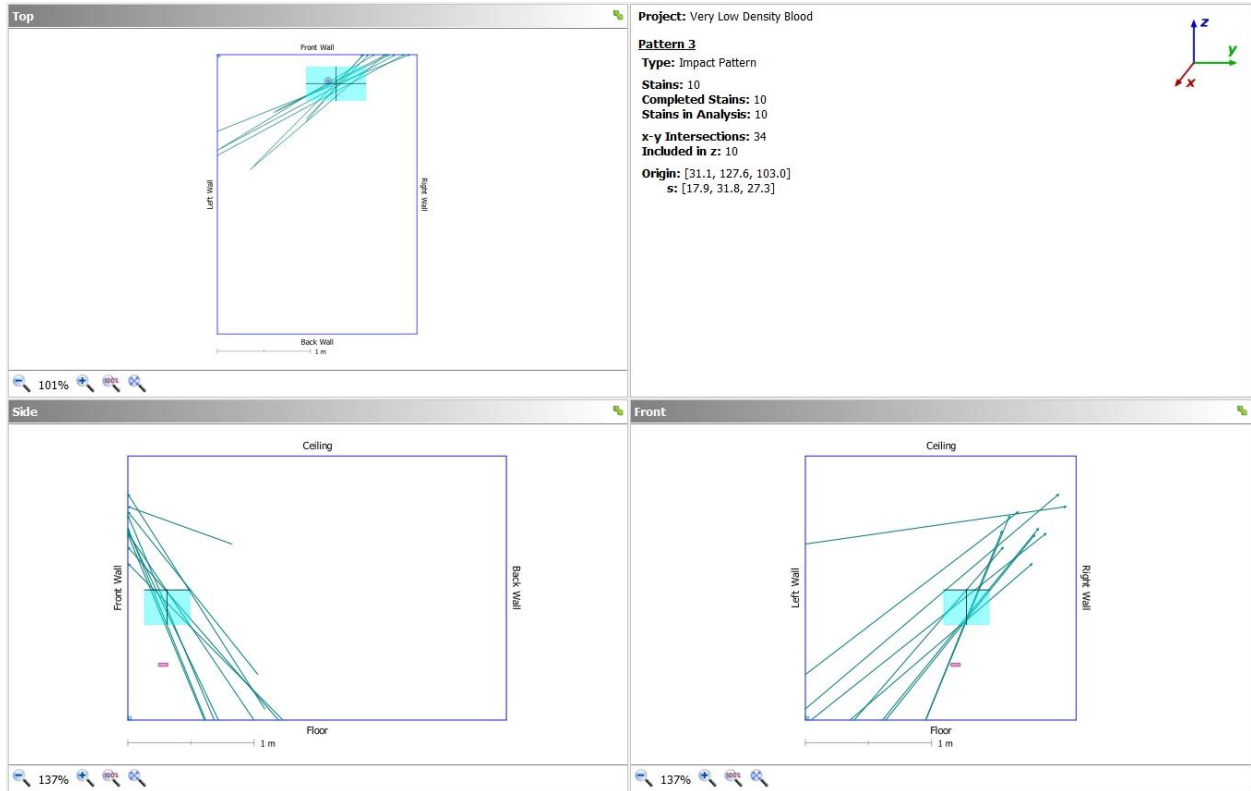 Top
Front Wall
Left Wall
Right Wall
Back Wall
1 m
101%
100%
Project: Very Low Density Blood
Pattern 3
Type: Impact Pattern
Stains: 10
Completed Stains: 10
Stains in Analysis: 10
x-y Intersections: 34
Included in z: 10
Origin: [31.1, 127.6, 103.0]
s: [17.9, 31.8, 27.3]
z
y
x
Side
Ceiling
Front Wall
Back Wall
Floor
1 m
137%
100%
Front
Ceiling
Left Wall
Right Wall
Floor
1 m
137%
100%